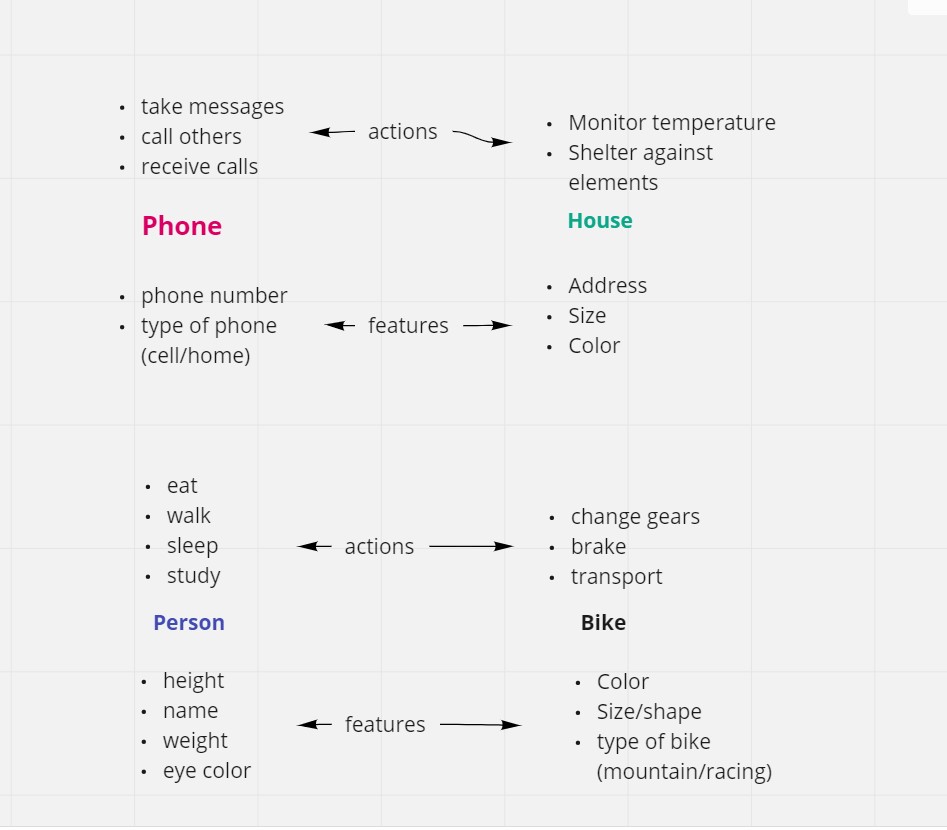 • take messages
• call others
• receive calls
actions
• Monitor temperature
• Shelter against
elements
Phone
House
• phone number
• type of phone
(cell/home)
features
• Address
• Size
• Color
• eat
• walk
• sleep
• study
actions
• change gears
• brake
• transport
Person
Bike
• height
• name
• weight
• eye color
features
• Color
• Size/shape
• type of bike
(mountain/racing)